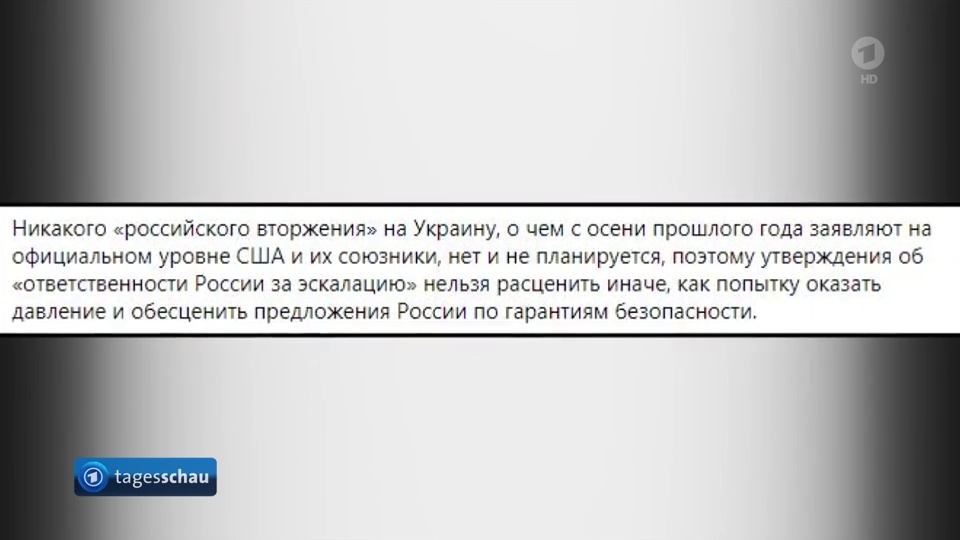 HD
Никакого «российского вторжения» на Украину, о чем с осени прошлого года заявляют на
официальном уровне США и их союзники, нет и не планируется, поэтому утверждения об
«ответственности России за эскалацию» нельзя расценить иначе, как попытку оказать
давление и обесценить предложения России по гарантиям безопасности.
tagesschau